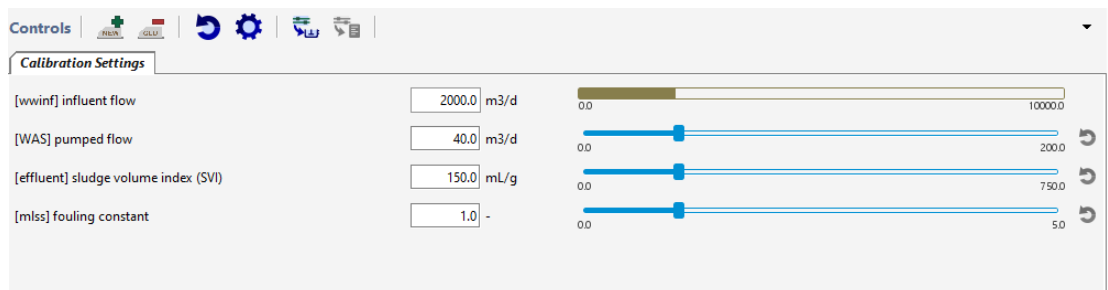 Controls NEW GLU
Calibration Settings
[wwinf] influent flow 2000.0 m3/d 0.0 10000.0
[WAS] pumped flow 40.0 m3/d 0.0 200.0
[effluent] sludge volume index (SVI) 150.0 mL/g 0.0 750.0
[mlss] fouling constant 1.0 - 0.0 5.0